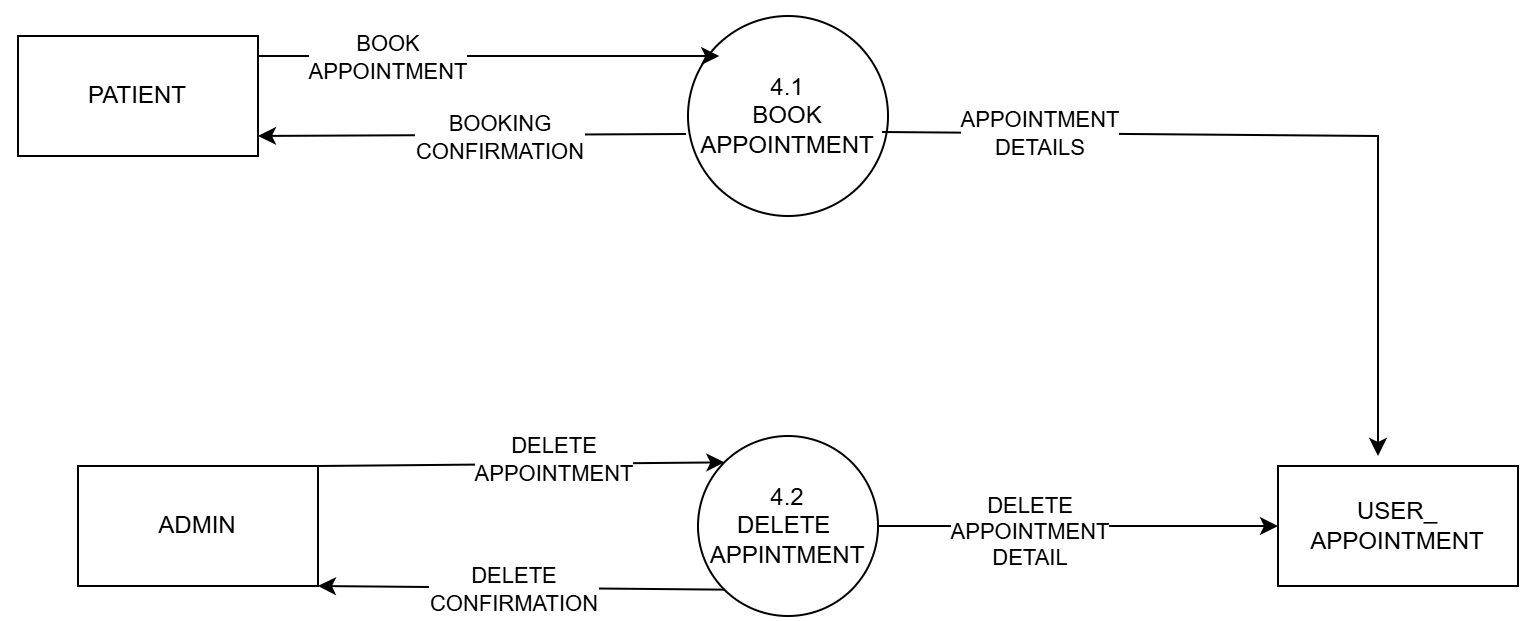 BOOK
APPOINTMENT
PATIENT
4.1
BOOK
APPOINTMENT
BOOKING
CONFIRMATION
APPOINTMENT
DETAILS
DELETE
APPOINTMENT
ADMIN
4.2
DELETE
APPINTMENT
DELETE
APPOINTMENT
DETAIL
USER_
APPOINTMENT
DELETE
CONFIRMATION